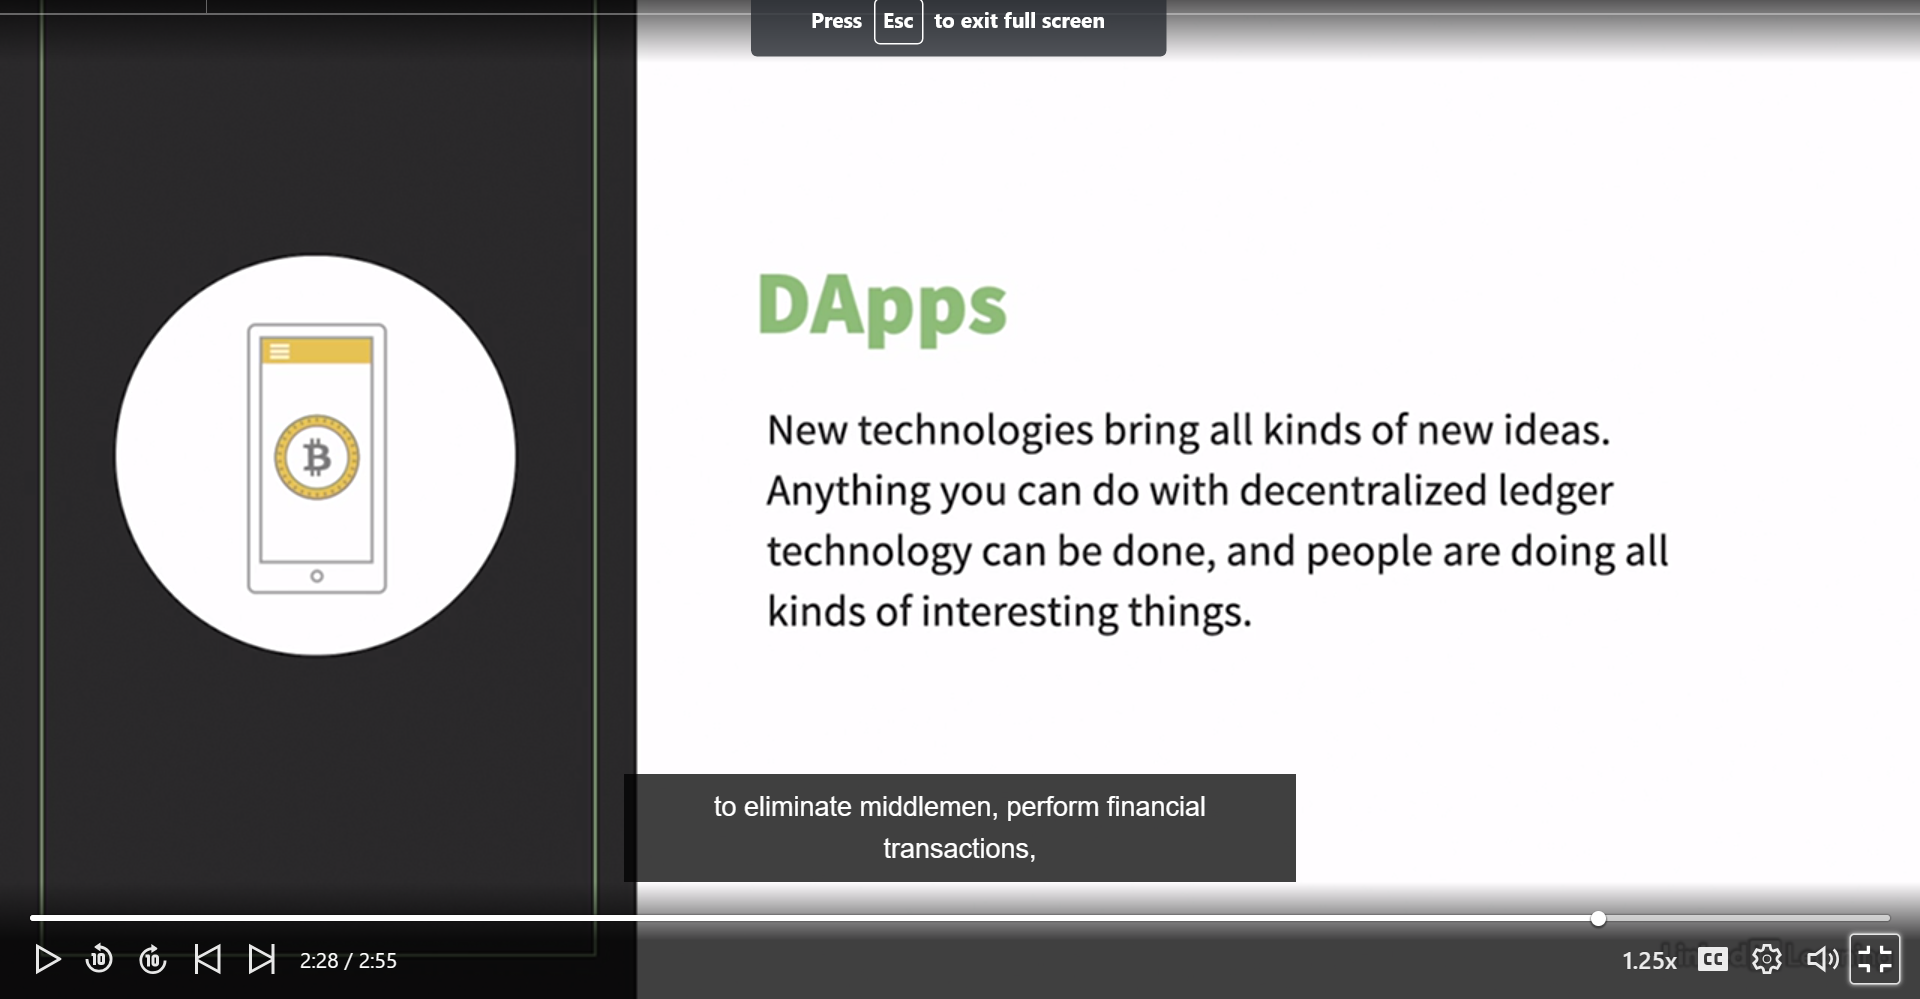 Press Esc to exit full screen
DApps
New technologies bring all kinds of new ideas.
Anything you can do with decentralized ledger
technology can be done, and people are doing all
kinds of interesting things.
to eliminate middlemen, perform financial
transactions,
10 10 2:28 / 2:55 1.25x CC